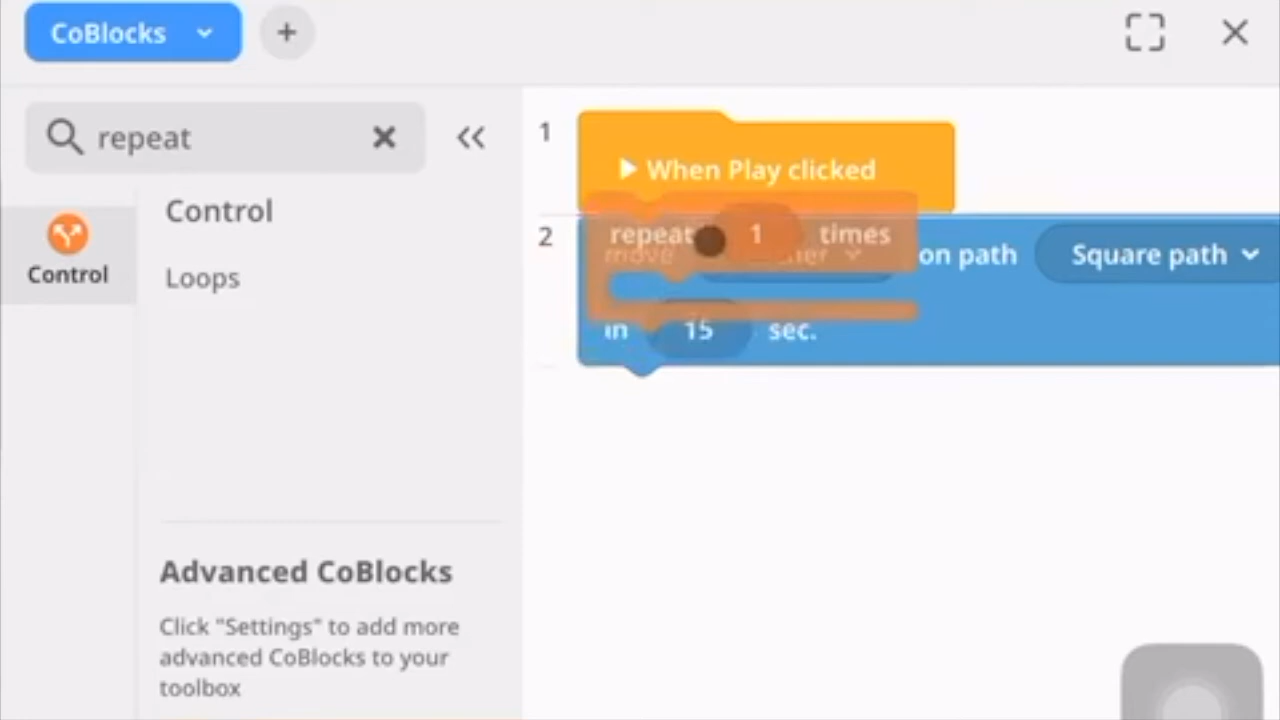 CoBlocks
repeat
Control
Control
Loops
Advanced CoBlocks
Click "Settings" to add more
advanced CoBlocks to your
toolbox
1
When Play clicked
2
repeat 1 times
move on path Square path
in 15 sec.